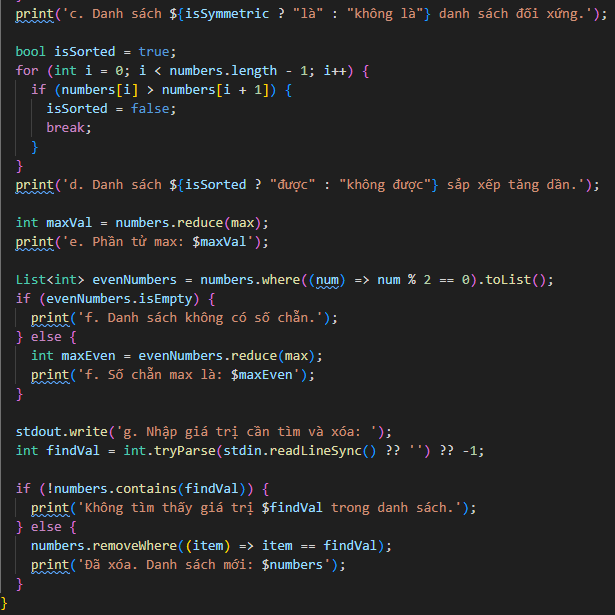 print('c. Danh sách ${isSymmetric ? "là" : "không là"} danh sách đối xứng.');

bool isSorted = true;
for (int i = 0; i < numbers.length - 1; i++) {
  if (numbers[i] > numbers[i + 1]) {
    isSorted = false;
    break;
  }
}
print('d. Danh sách ${isSorted ? "được" : "không được"} sắp xếp tăng dần.');

int maxVal = numbers.reduce(max);
print('e. Phần tử max: $maxVal');

List<int> evenNumbers = numbers.where((num) => num % 2 == 0).toList();
if (evenNumbers.isEmpty) {
  print('f. Danh sách không có số chẵn.');
} else {
  int maxEven = evenNumbers.reduce(max);
  print('f. Số chẵn max là: $maxEven');
}

stdout.write('g. Nhập giá trị cần tìm và xóa: ');
int findVal = int.tryParse(stdin.readLineSync() ?? '') ?? -1;

if (!numbers.contains(findVal)) {
  print('Không tìm thấy giá trị $findVal trong danh sách.');
} else {
  numbers.removeWhere((item) => item == findVal);
  print('Đã xóa. Danh sách mới: $numbers');
}
}